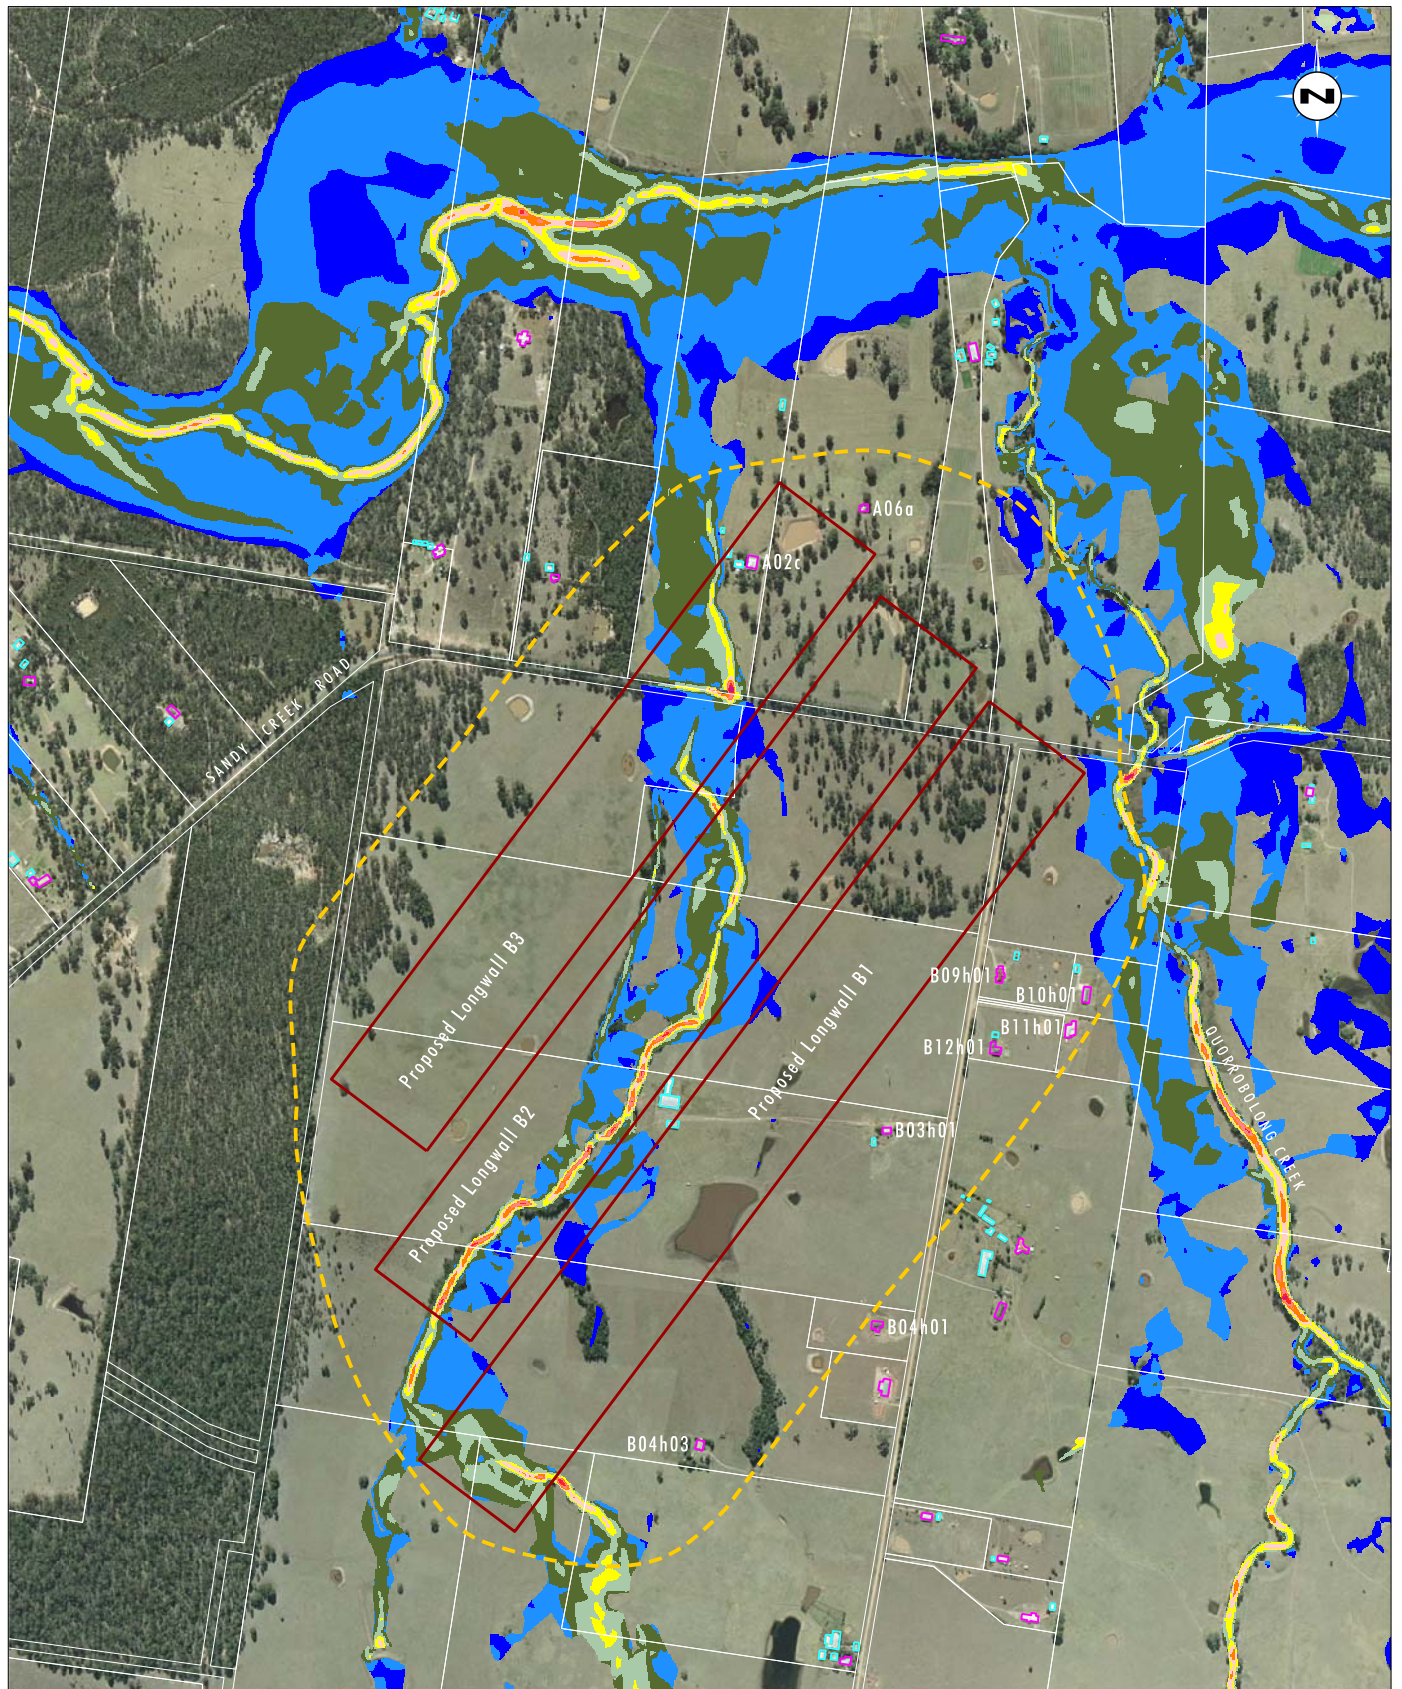 N
A06a
A02c
SANDY CREEK ROAD
Proposed Longwall B3
Proposed Longwall B1
B09h01
B10h01
B11h01
B12h01
QUORROBOLONG CREEK
Proposed Longwall B2
B03h01
B04h01
B04h03